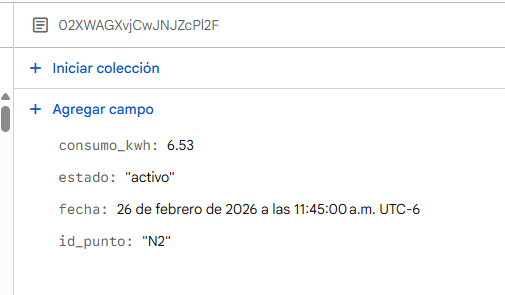 02XWAGXvjCwJNJZcPl2F
+ Iniciar colección
+ Agregar campo
consumo_kwh: 6.53
estado: "activo"
fecha: 26 de febrero de 2026 a las 11:45:00 a.m. UTC-6
id_punto: "N2"